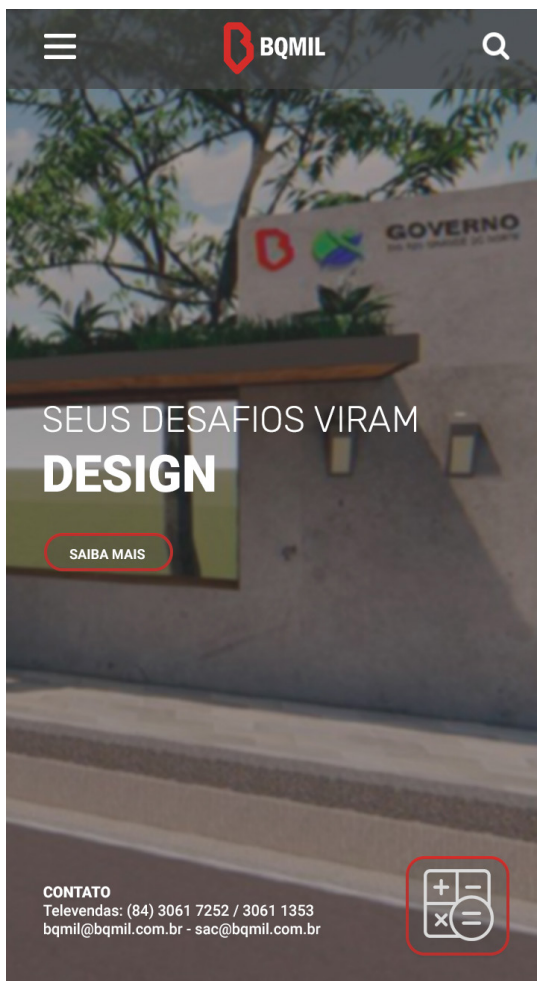 BQMIL
GOVERNO
SEUS DESAFIOS VIRAM
DESIGN
SAIBA MAIS
CONTATO
Televendas: (84) 3061 7252 / 3061 1353
bqmil@bqmil.com.br - sac@bqmil.com.br